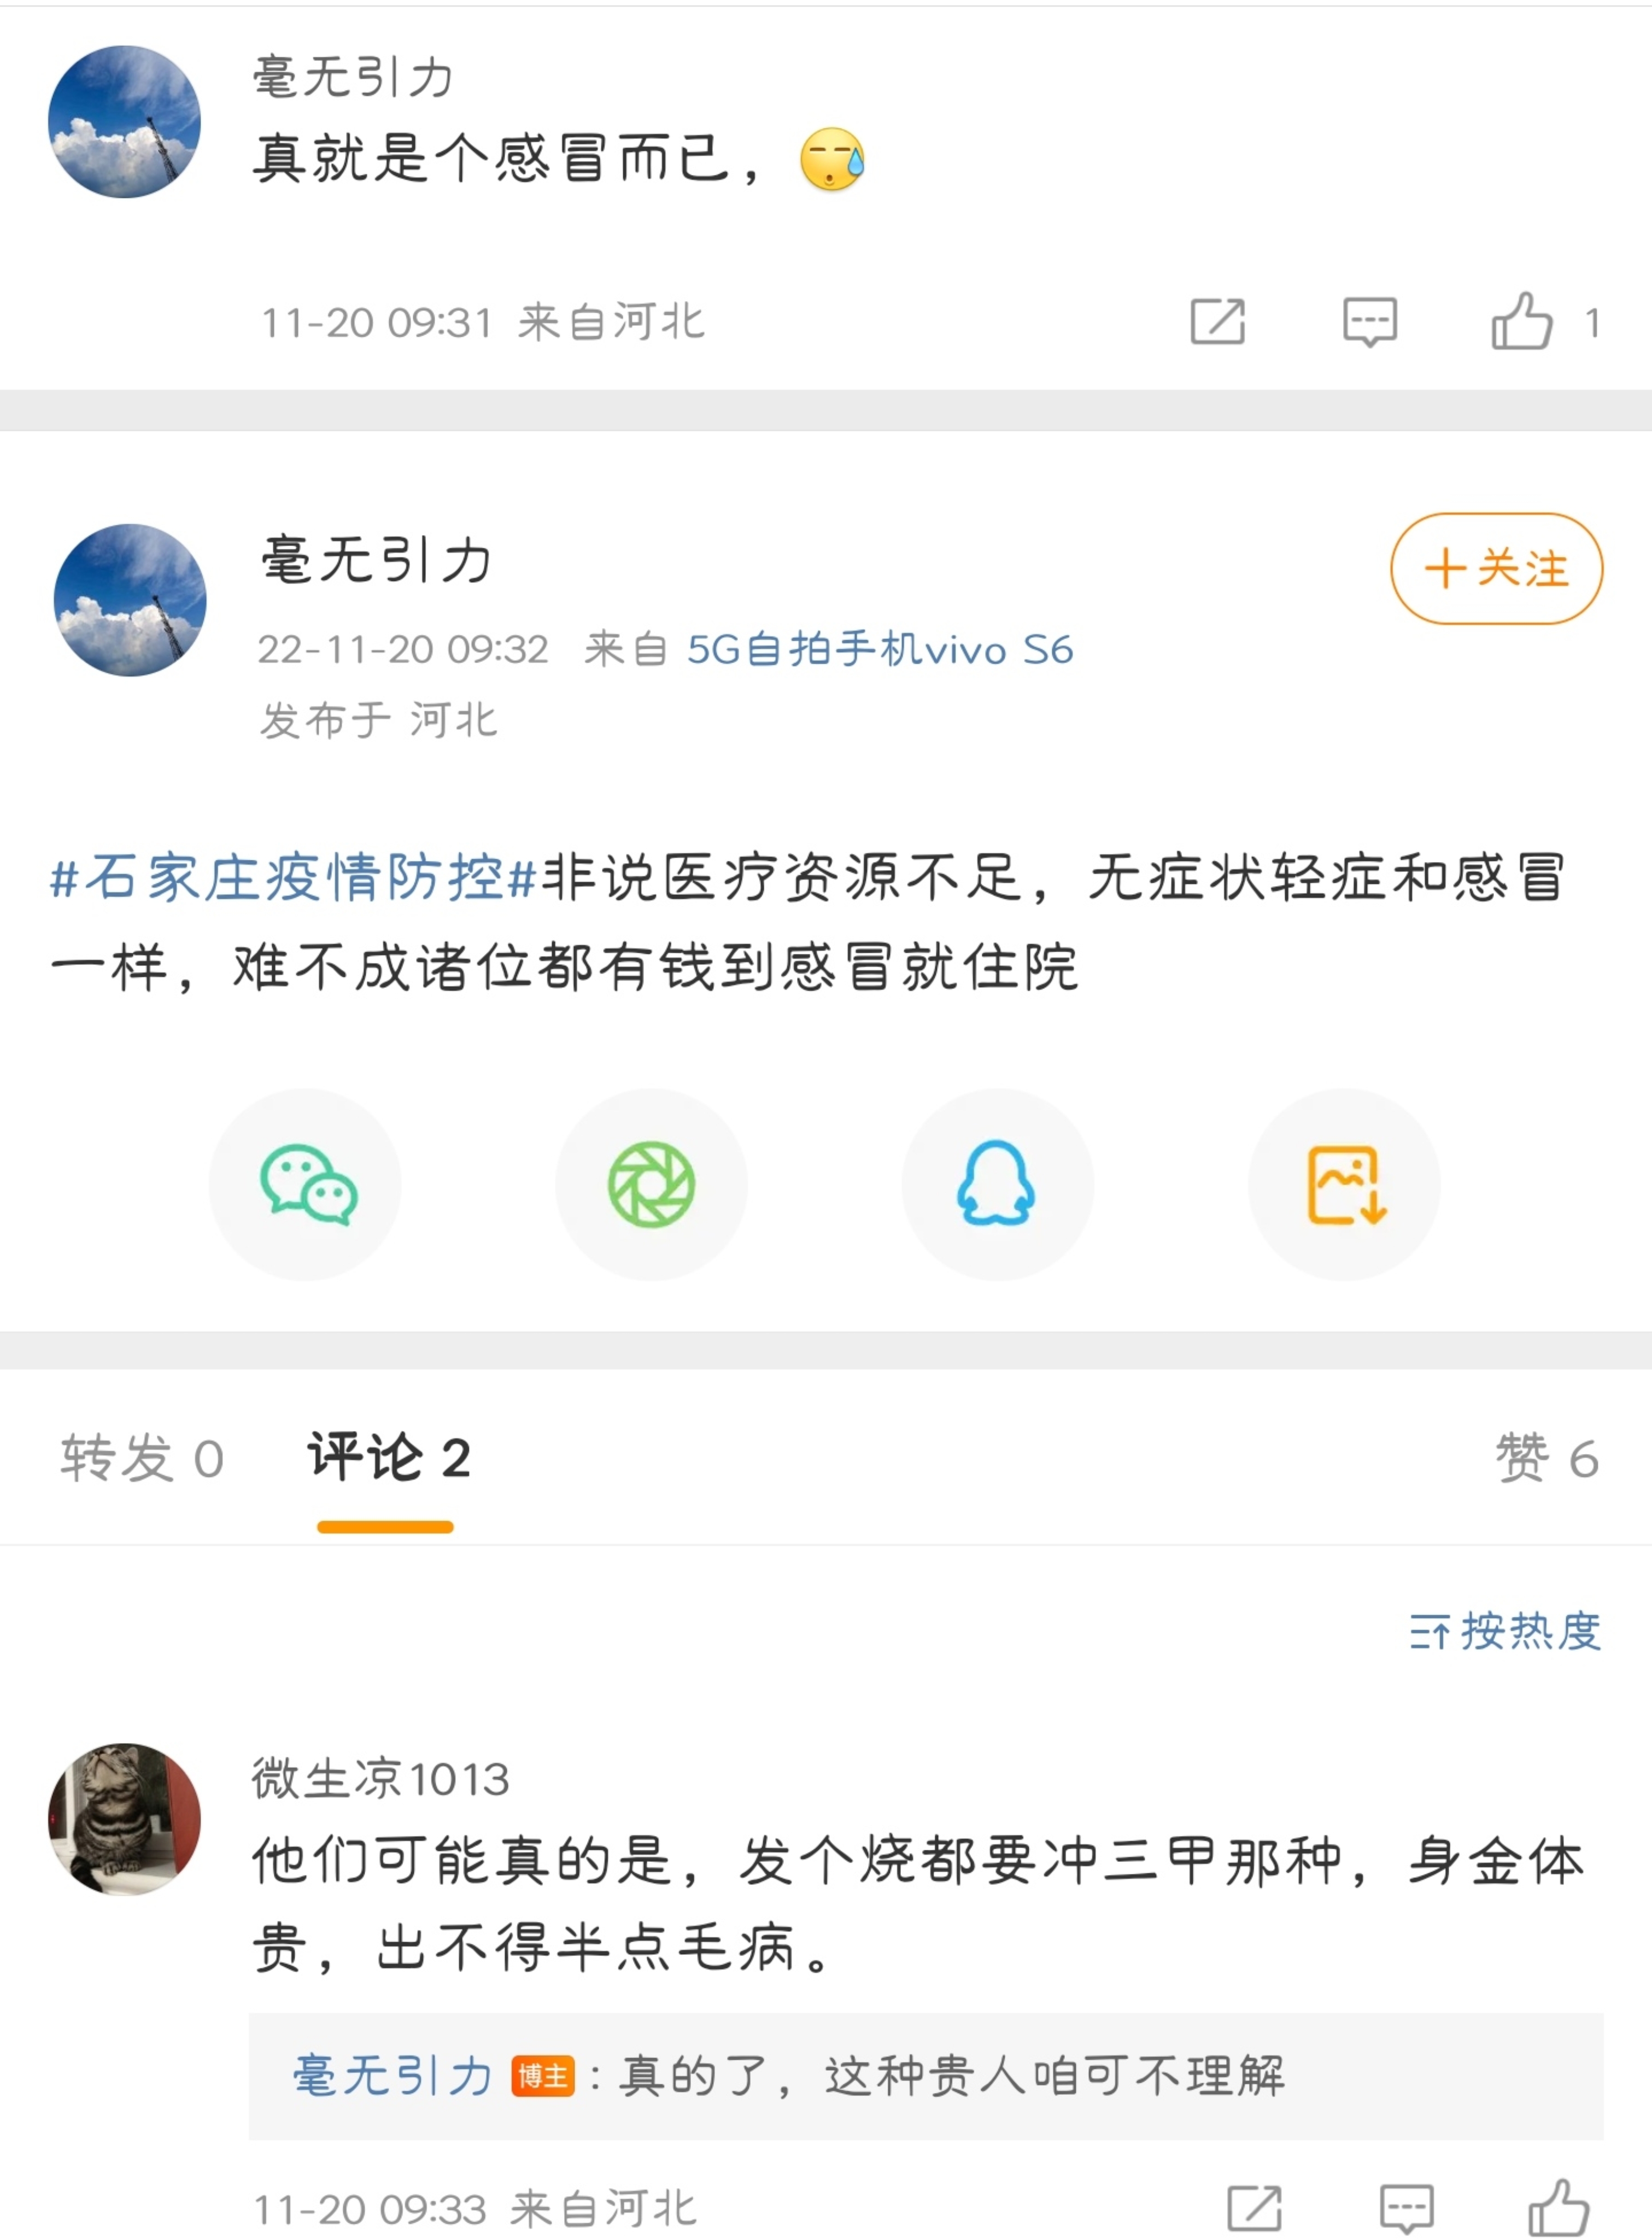 毫无引力
真就是个感冒而已，
11-20 09:31 来自河北
1
毫无引力
+关注
22-11-20 09:32 来自 5G自拍手机vivo S6
发布于 河北
#石家庄疫情防控#非说医疗资源不足，无症状轻症和感冒
一样，难不成诸位都有钱到感冒就住院
转发 0 评论 2 赞 6
按热度
微生凉1013
他们可能真的是，发个烧都要冲三甲那种，身金体
贵，出不得半点毛病。
毫无引力 博主：真的了，这种贵人咱可不理解
11-20 09:33 来自河北